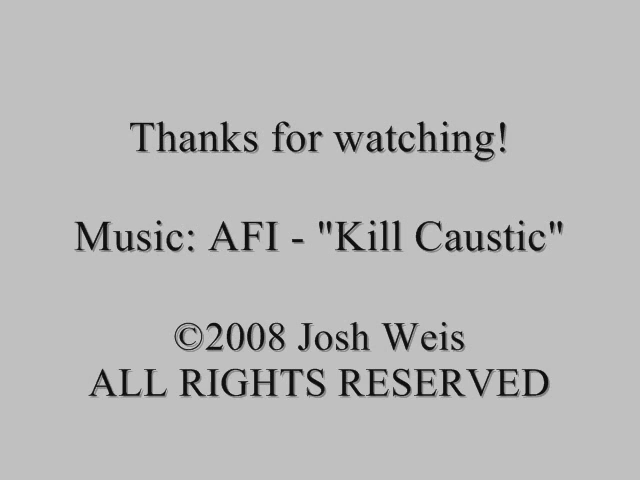 Thanks for watching!
Music: AFI - "Kill Caustic"
©2008 Josh Weis
ALL RIGHTS RESERVED